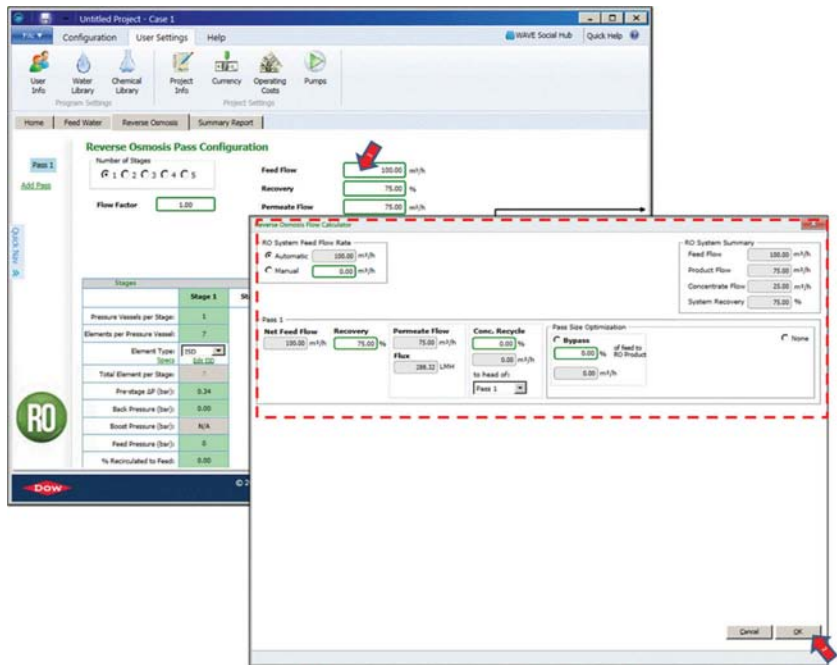 Untitled Project - Case 1
Configuration User Settings Help WAVE Social Hub Quick Help
User Info Water Library Chemical Library Project Info Currency Operating Costs Pumps
Program Settings Project Settings
Home Feed Water Reverse Osmosis Summary Report
Reverse Osmosis Pass Configuration
Pass 1
Add Pass
Number of Stages
1 2 3 4 5
Flow Factor 1.00
Feed Flow 100.00 m³/h
Recovery 75.00 %
Permeate Flow 75.00 m³/h
Quick Nav
Stages
Stage 1
Pressure Vessels per Stage: 1
Elements per Pressure Vessel: 7
Element Type:
Specs
Total Element per Stage: 7
Pre-stage ΔP (bar): 0.34
Back Pressure (bar): 0.00
Boost Pressure (bar): N/A
Feed Pressure (bar): 0
% Recirculated to Feed: 0.00
RO
DOW
Reverse Osmosis Flow Calculator
RO System Feed Flow Rate
Automatic 100.00 m³/h
Manual 0.00 m³/h
RO System Summary
Feed Flow 100.00 m³/h
Product Flow 75.00 m³/h
Concentrate Flow 25.00 m³/h
System Recovery 75.00 %
Pass 1
Net Feed Flow Recovery Permeate Flow Conc. Recycle
100.00 m³/h 75.00 % 75.00 m³/h 0.00 %
Flux
286.32 LMH
0.00 m³/h
to head of:
Pass 1
Pass Size Optimization
Bypass None
0.00 % of feed to RO Product
0.00 m³/h
Cancel OK